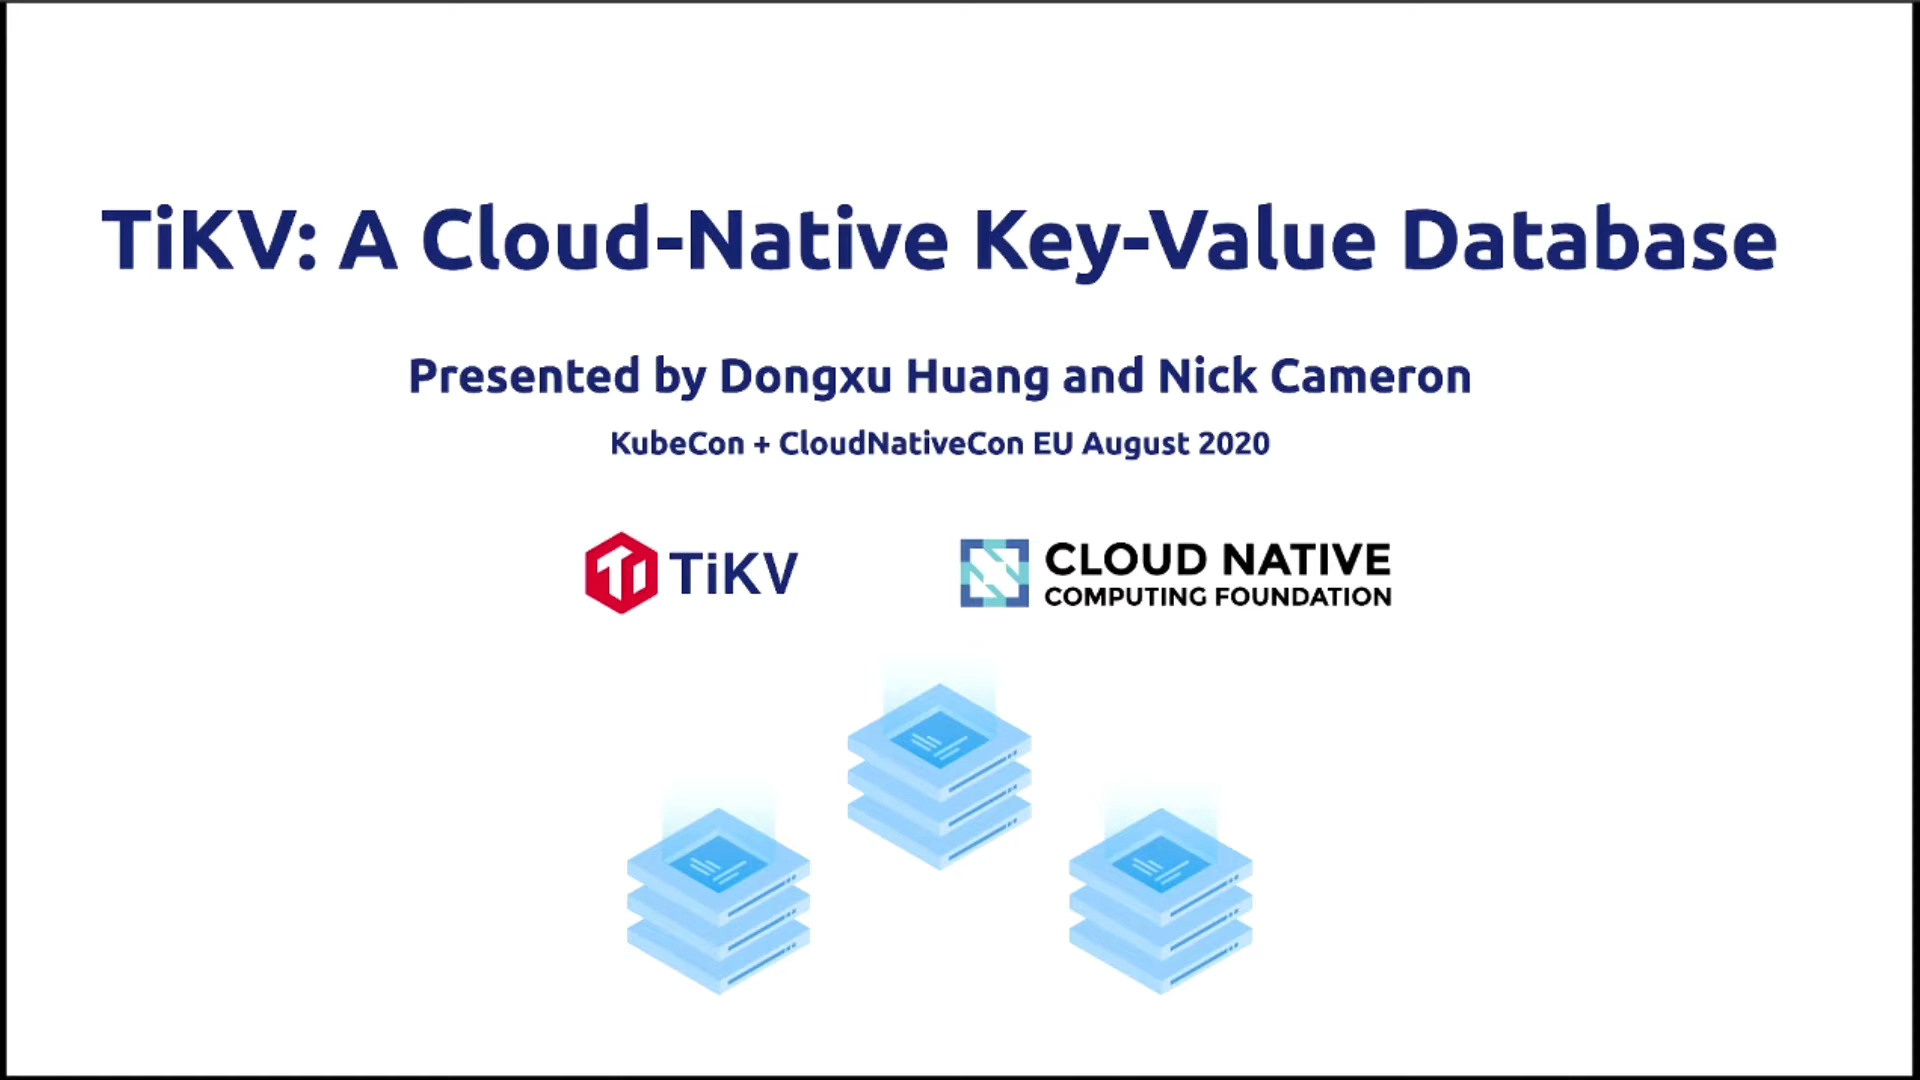 TiKV: A Cloud-Native Key-Value Database
Presented by Dongxu Huang and Nick Cameron
KubeCon + CloudNativeCon EU August 2020
TiKV
CLOUD NATIVE
COMPUTING FOUNDATION